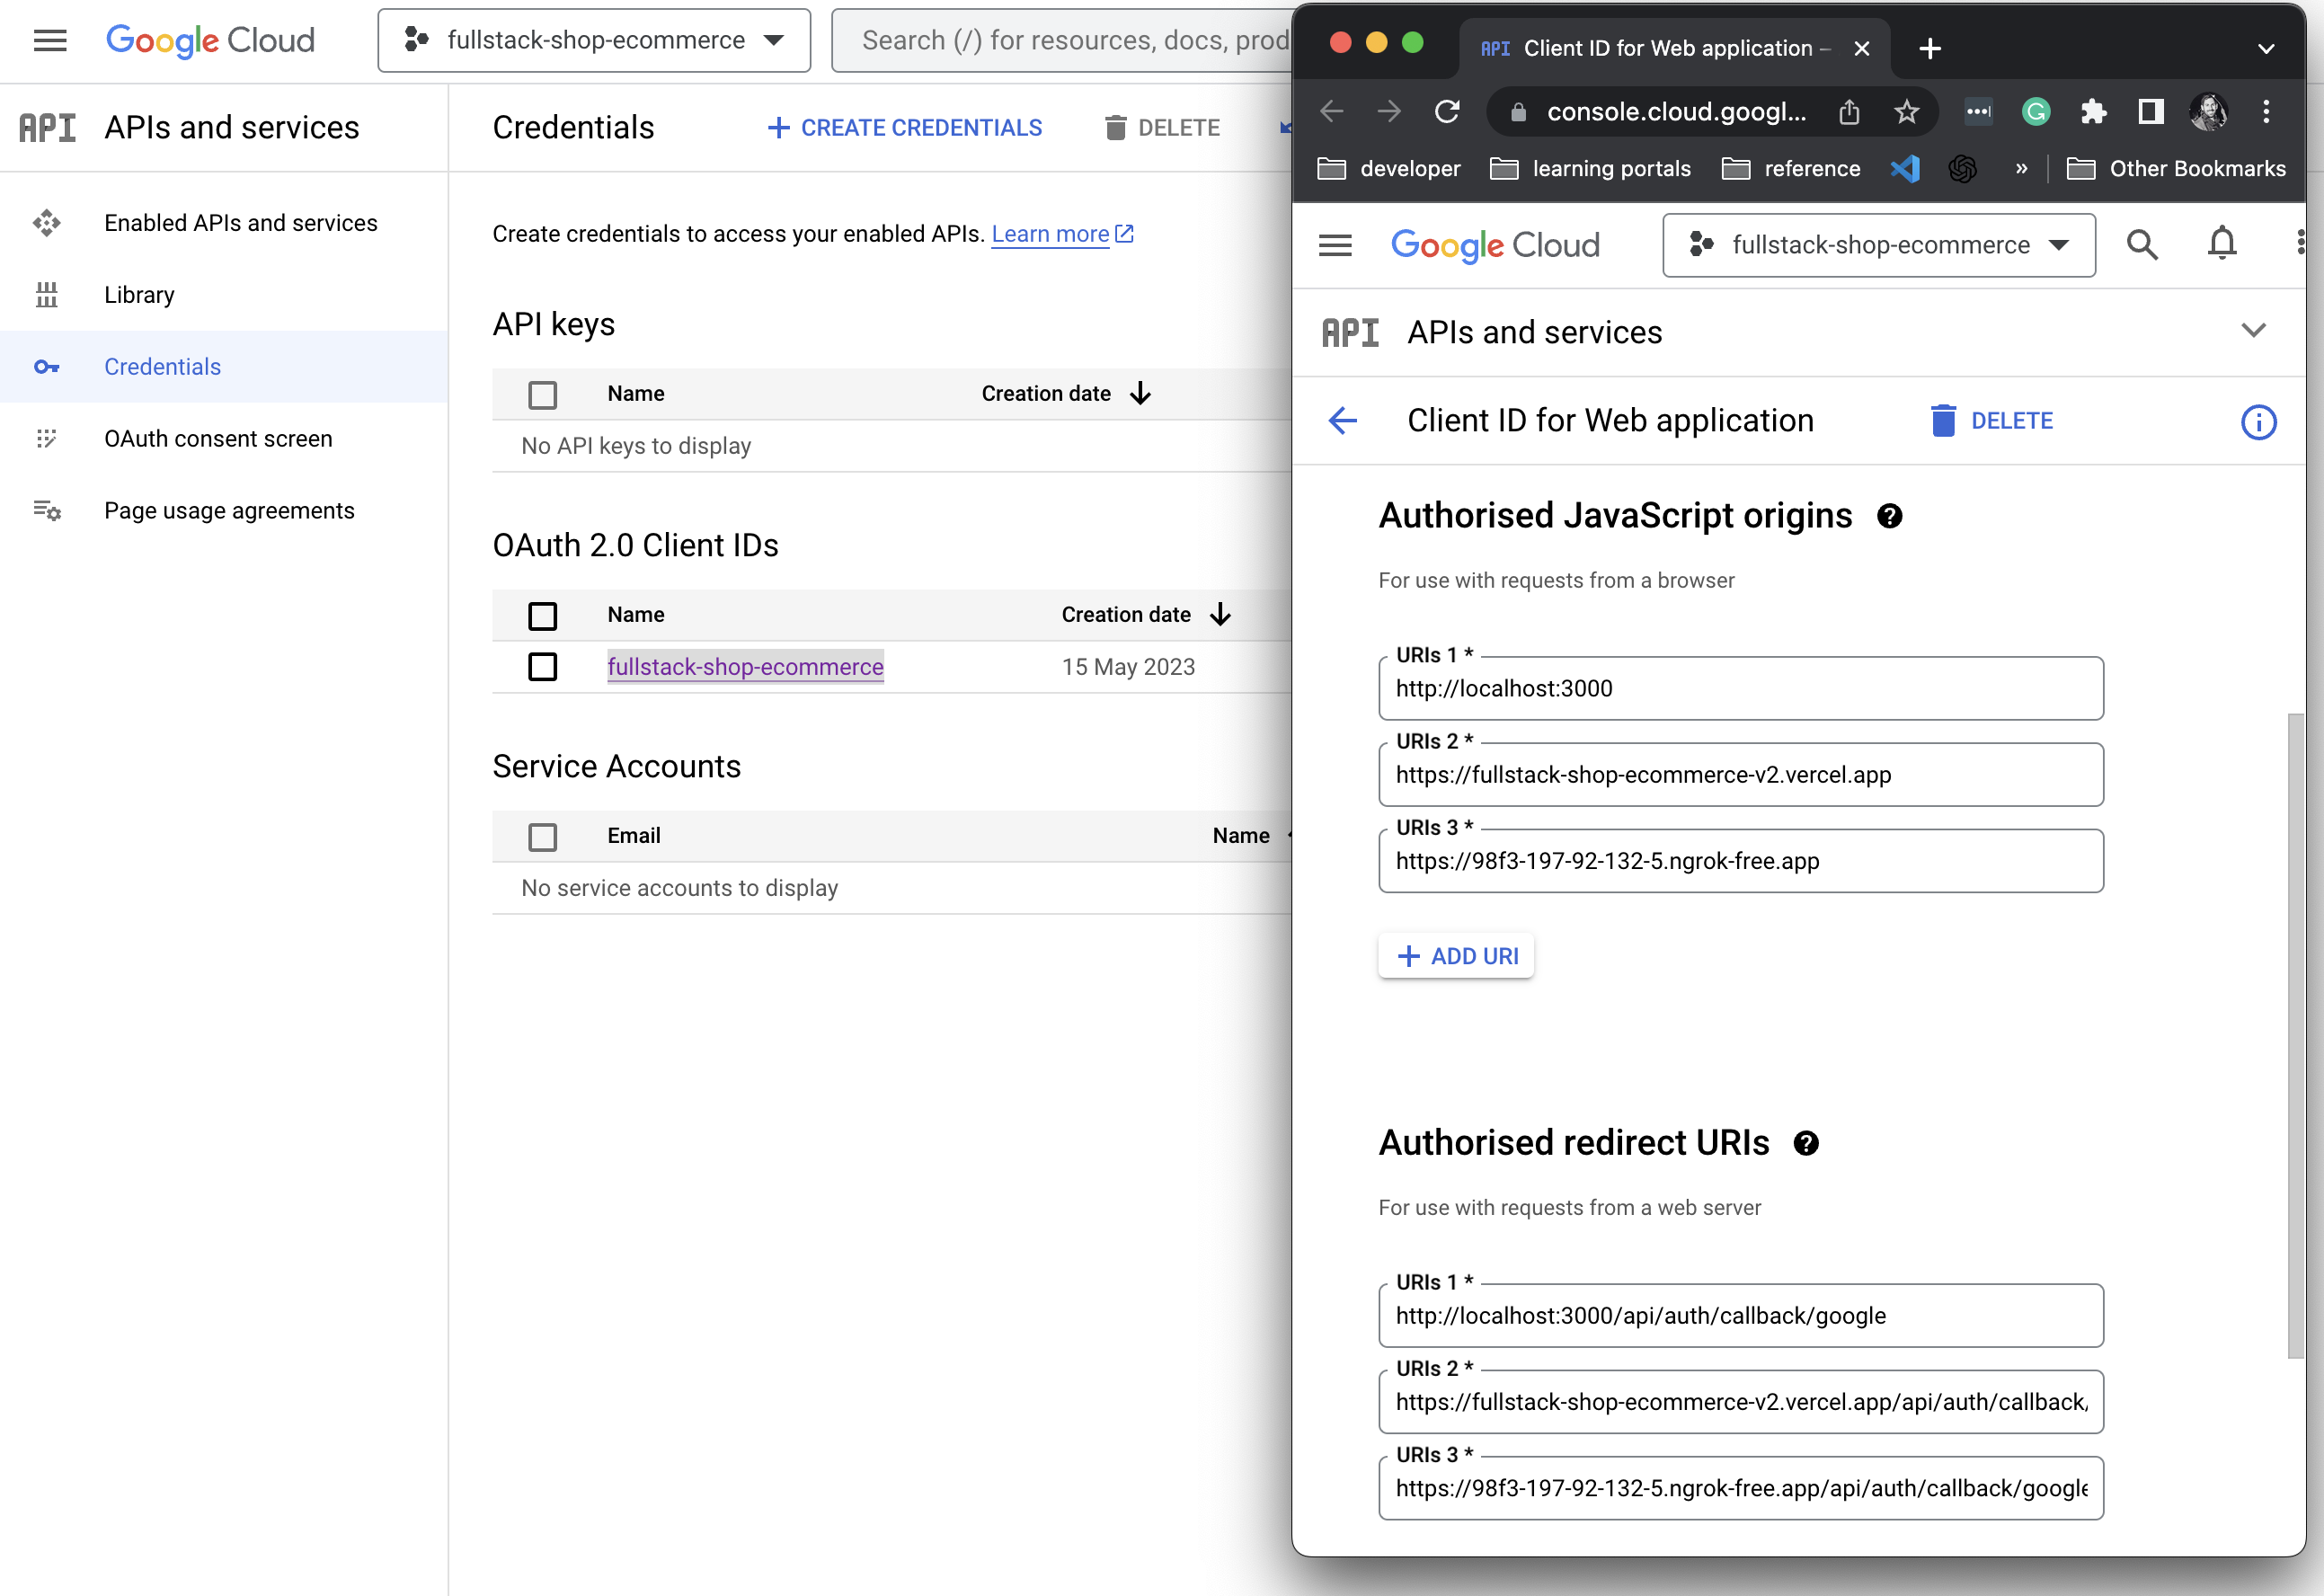 Google Cloud
fullstack-shop-ecommerce
Search (/) for resources, docs, prod
API APIs and services
Enabled APIs and services
Library
Credentials
OAuth consent screen
Page usage agreements
Credentials
+ CREATE CREDENTIALS
DELETE
Create credentials to access your enabled APIs. Learn more
API keys
Name Creation date
No API keys to display
OAuth 2.0 Client IDs
Name Creation date
fullstack-shop-ecommerce 15 May 2023
Service Accounts
Email Name
No service accounts to display
API Client ID for Web application –
console.cloud.googl...
G
developer learning portals reference » Other Bookmarks
Google Cloud fullstack-shop-ecommerce
API APIs and services
Client ID for Web application DELETE
Authorised JavaScript origins
For use with requests from a browser
URIs 1 *
http://localhost:3000
URIs 2 *
https://fullstack-shop-ecommerce-v2.vercel.app
URIs 3 *
https://98f3-197-92-132-5.ngrok-free.app
+ ADD URI
Authorised redirect URIs
For use with requests from a web server
URIs 1 *
http://localhost:3000/api/auth/callback/google
URIs 2 *
https://fullstack-shop-ecommerce-v2.vercel.app/api/auth/callback/
URIs 3 *
https://98f3-197-92-132-5.ngrok-free.app/api/auth/callback/google